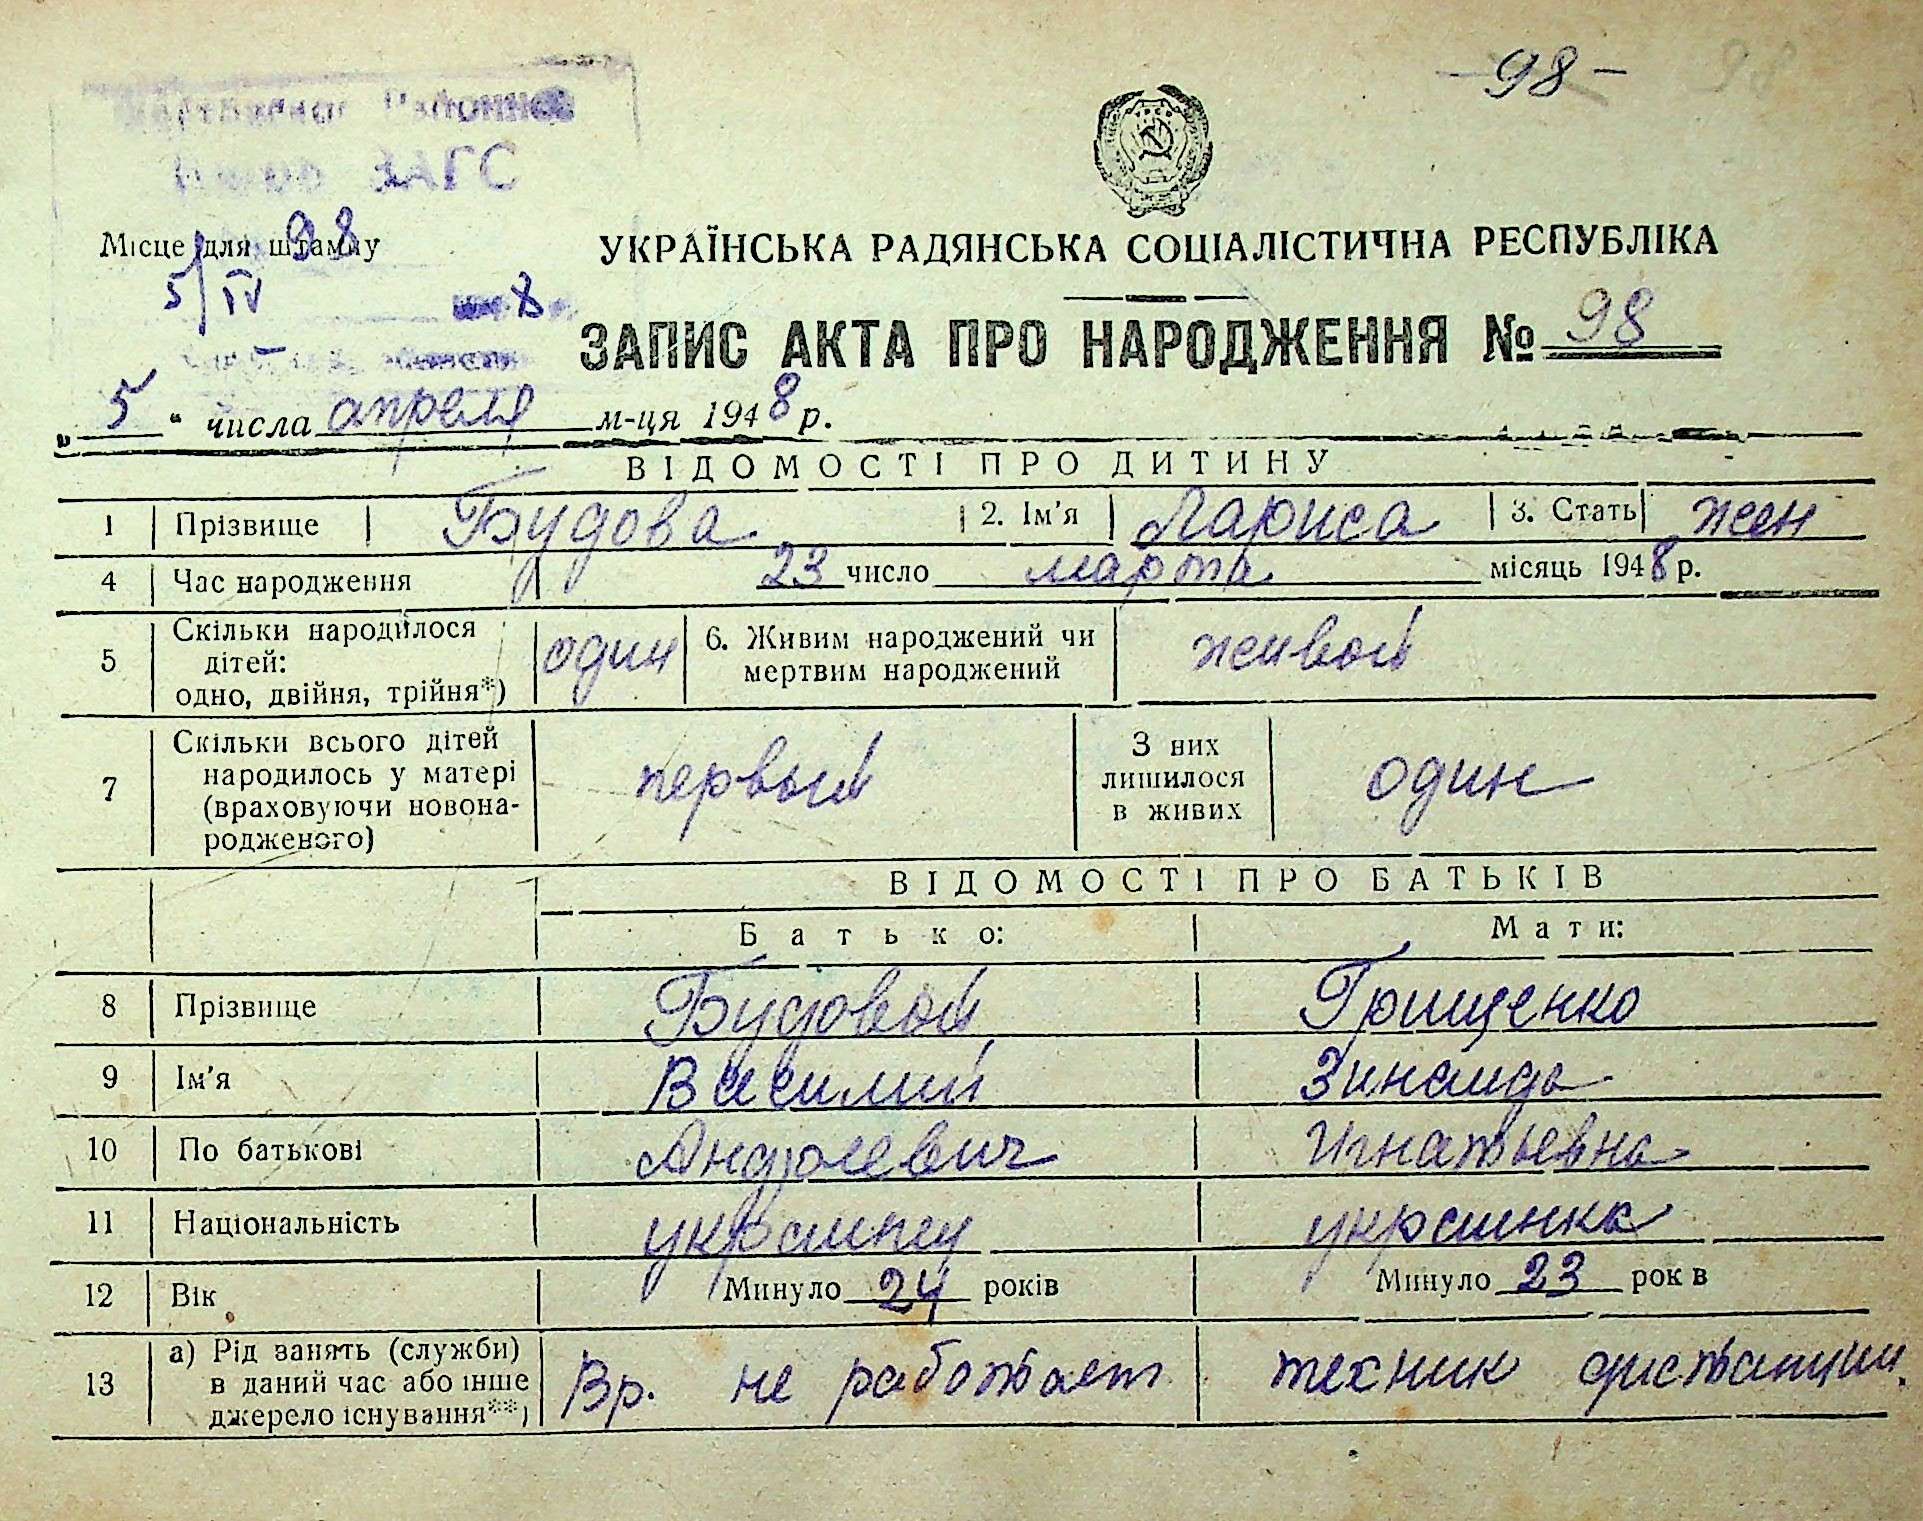 -98-
ЗАГС
Місце для штампу
98
5/IV 8
УКРАЇНСЬКА РАДЯНСЬКА СОЦІАЛІСТИЧНА РЕСПУБЛІКА
ЗАПИС АКТА ПРО НАРОДЖЕННЯ № 98
„ 5 “ числа апреля м-ця 1948 р.
ВІДОМОСТІ ПРО ДИТИНУ
1 Прізвище Будова 2. Ім'я Лариса 3. Стать жен
4 Час народження 23 число марта місяць 1948 р.
5 Скільки народилося дітей: одно, двійня, трійня*) один 6. Живим народжений чи мертвим народжений живой
7 Скільки всього дітей народилось у матері (враховуючи новонародженого) первый З них лишилося в живих один
ВІДОМОСТІ ПРО БАТЬКІВ
Батько: Мати:
8 Прізвище Будовой Грищенко
9 Ім'я Василий Зинаида
10 По батькові Андреевич Игнатьевна
11 Національність украинец украинка
12 Вік Минуло 24 років Минуло 23 рок в
13 а) Рід занять (служби) в даний час або інше джерело існування**) Вр. не работает техник дистанции.